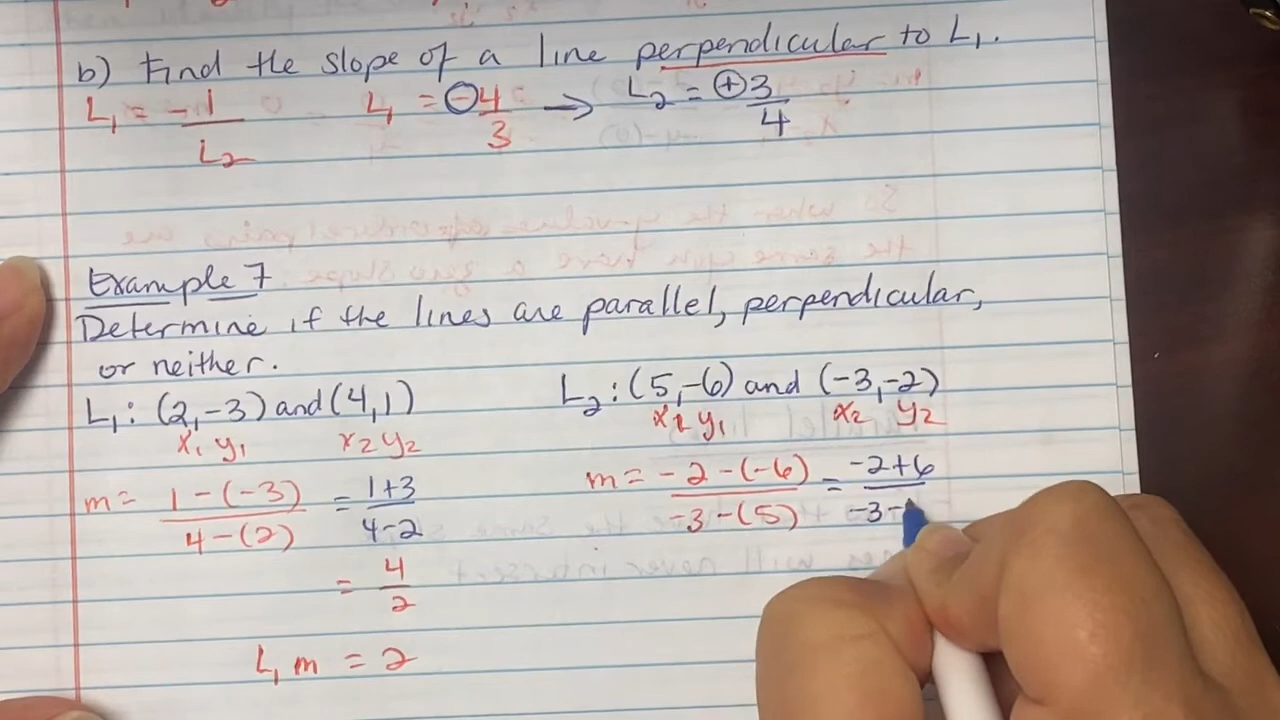 b) Find the slope of a line perpendicular to L₁.
L₁ = -1/L₂ L₁ = -4/3 → L₂ = +3/4
Example 7
Determine if the lines are parallel, perpendicular,
or neither.
L₁: (2,-3) and (4,1) L₂: (5,-6) and (-3,-2)
x₁ y₁ x₂ y₂ x₁ y₁ x₂ y₂
m = 1-(-3)/4-(2) = 1+3/4-2 m = -2-(-6)/-3-(5) = -2+6/-3-
= 4/2
L₁ m = 2